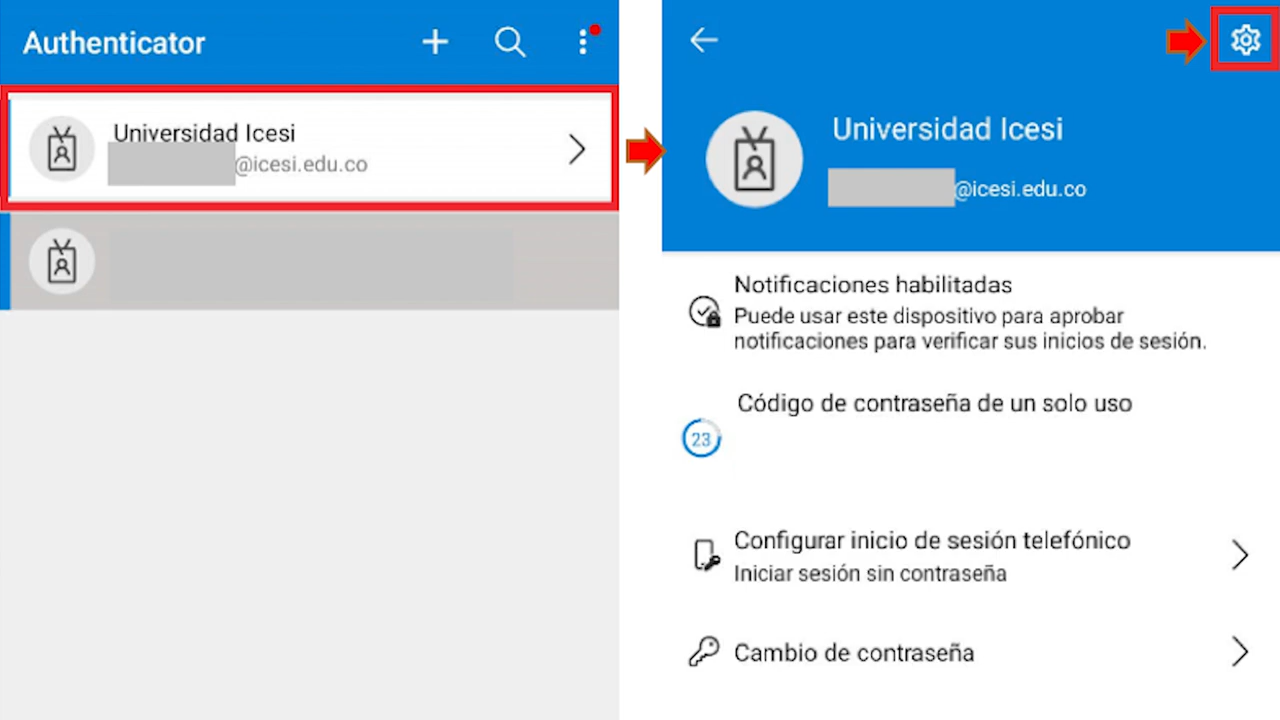 Authenticator
Universidad Icesi
@icesi.edu.co
Universidad Icesi
@icesi.edu.co
Notificaciones habilitadas
Puede usar este dispositivo para aprobar
notificaciones para verificar sus inicios de sesión.
Código de contraseña de un solo uso
23
Configurar inicio de sesión telefónico
Iniciar sesión sin contraseña
Cambio de contraseña